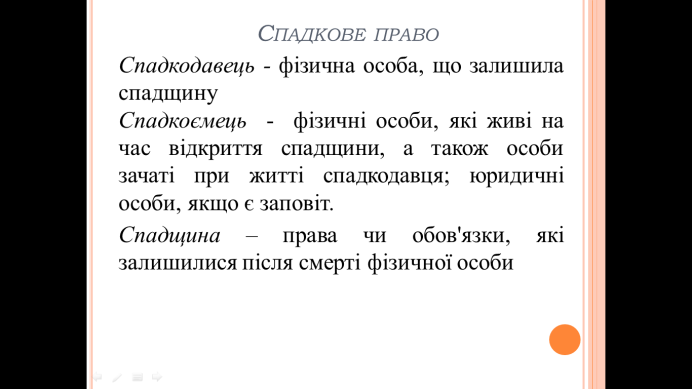 Спадкове право
Спадкодавець - фізична особа, що залишила
спадщину
Спадкоємець - фізичні особи, які живі на
час відкриття спадщини, а також особи
зачаті при житті спадкодавця; юридичні
особи, якщо є заповіт.
Спадщина – права чи обов'язки, які
залишилися після смерті фізичної особи